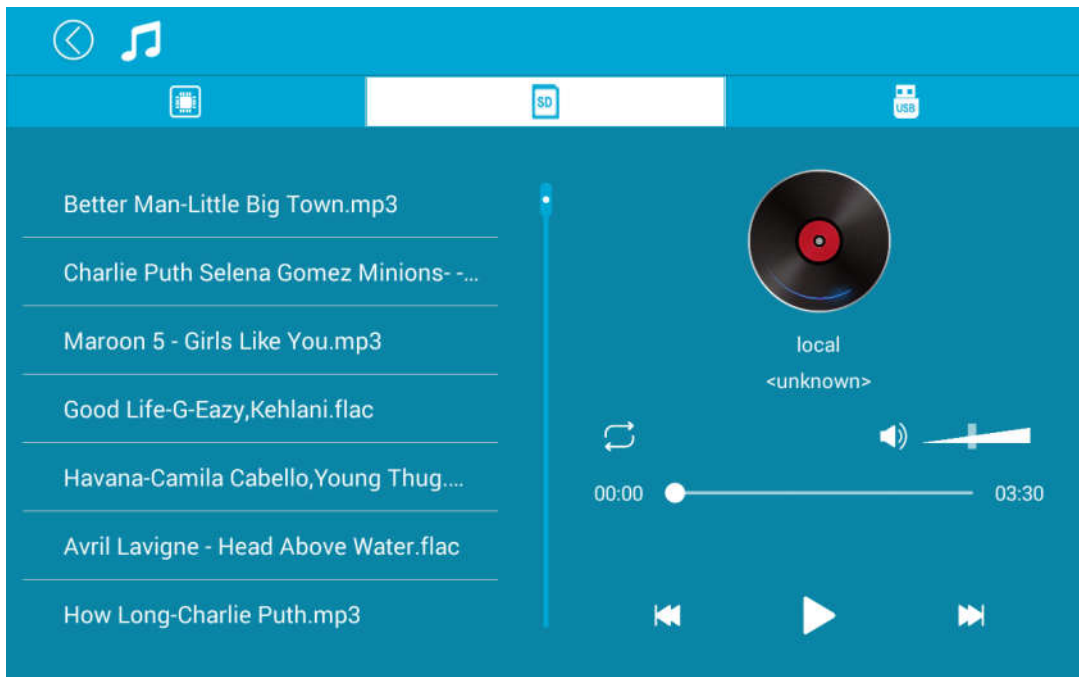 SD
USB
Better Man-Little Big Town.mp3
Charlie Puth Selena Gomez Minions- -...
Maroon 5 - Girls Like You.mp3
Good Life-G-Eazy,Kehlani.flac
Havana-Camila Cabello,Young Thug....
Avril Lavigne - Head Above Water.flac
How Long-Charlie Puth.mp3
local
<unknown>
00:00
03:30